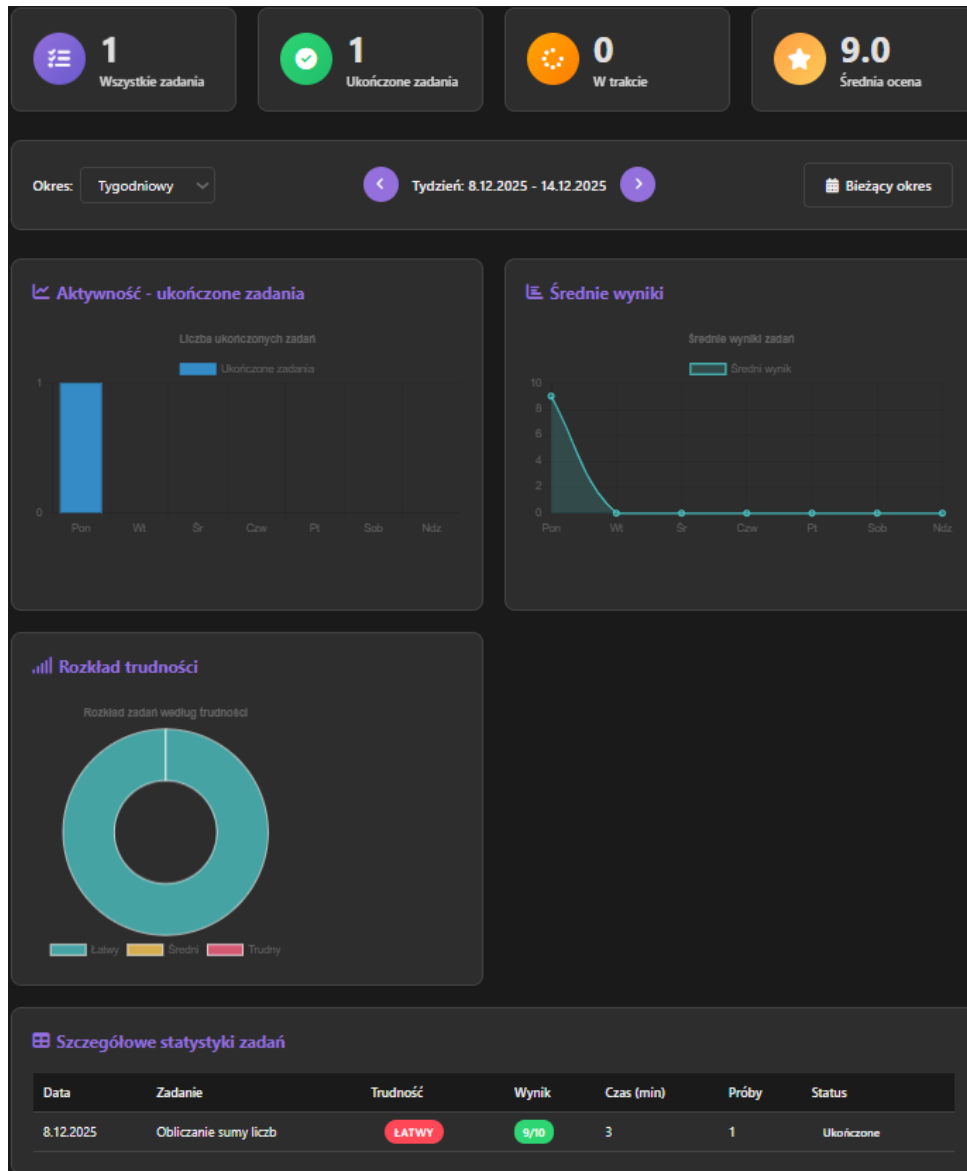 1
Wszystkie zadania
1
Ukończone zadania
0
W trakcie
9.0
Średnia ocena
Okres: Tygodniowy
Tydzień: 8.12.2025 - 14.12.2025
Bieżący okres
Aktywność - ukończone zadania
Liczba ukończonych zadań
Ukończone zadania
1
0
Pon Wt Śr Czw Pt Sob Ndz
Średnie wyniki
Średnie wyniki zadań
Średni wynik
10
8
6
4
2
0
Pon Wt Śr Czw Pt Sob Ndz
Rozkład trudności
Rozkład zadań według trudności
Łatwy Średni Trudny
Szczegółowe statystyki zadań
Data Zadanie Trudność Wynik Czas (min) Próby Status
8.12.2025 Obliczanie sumy liczb ŁATWY 9/10 3 1 Ukończone